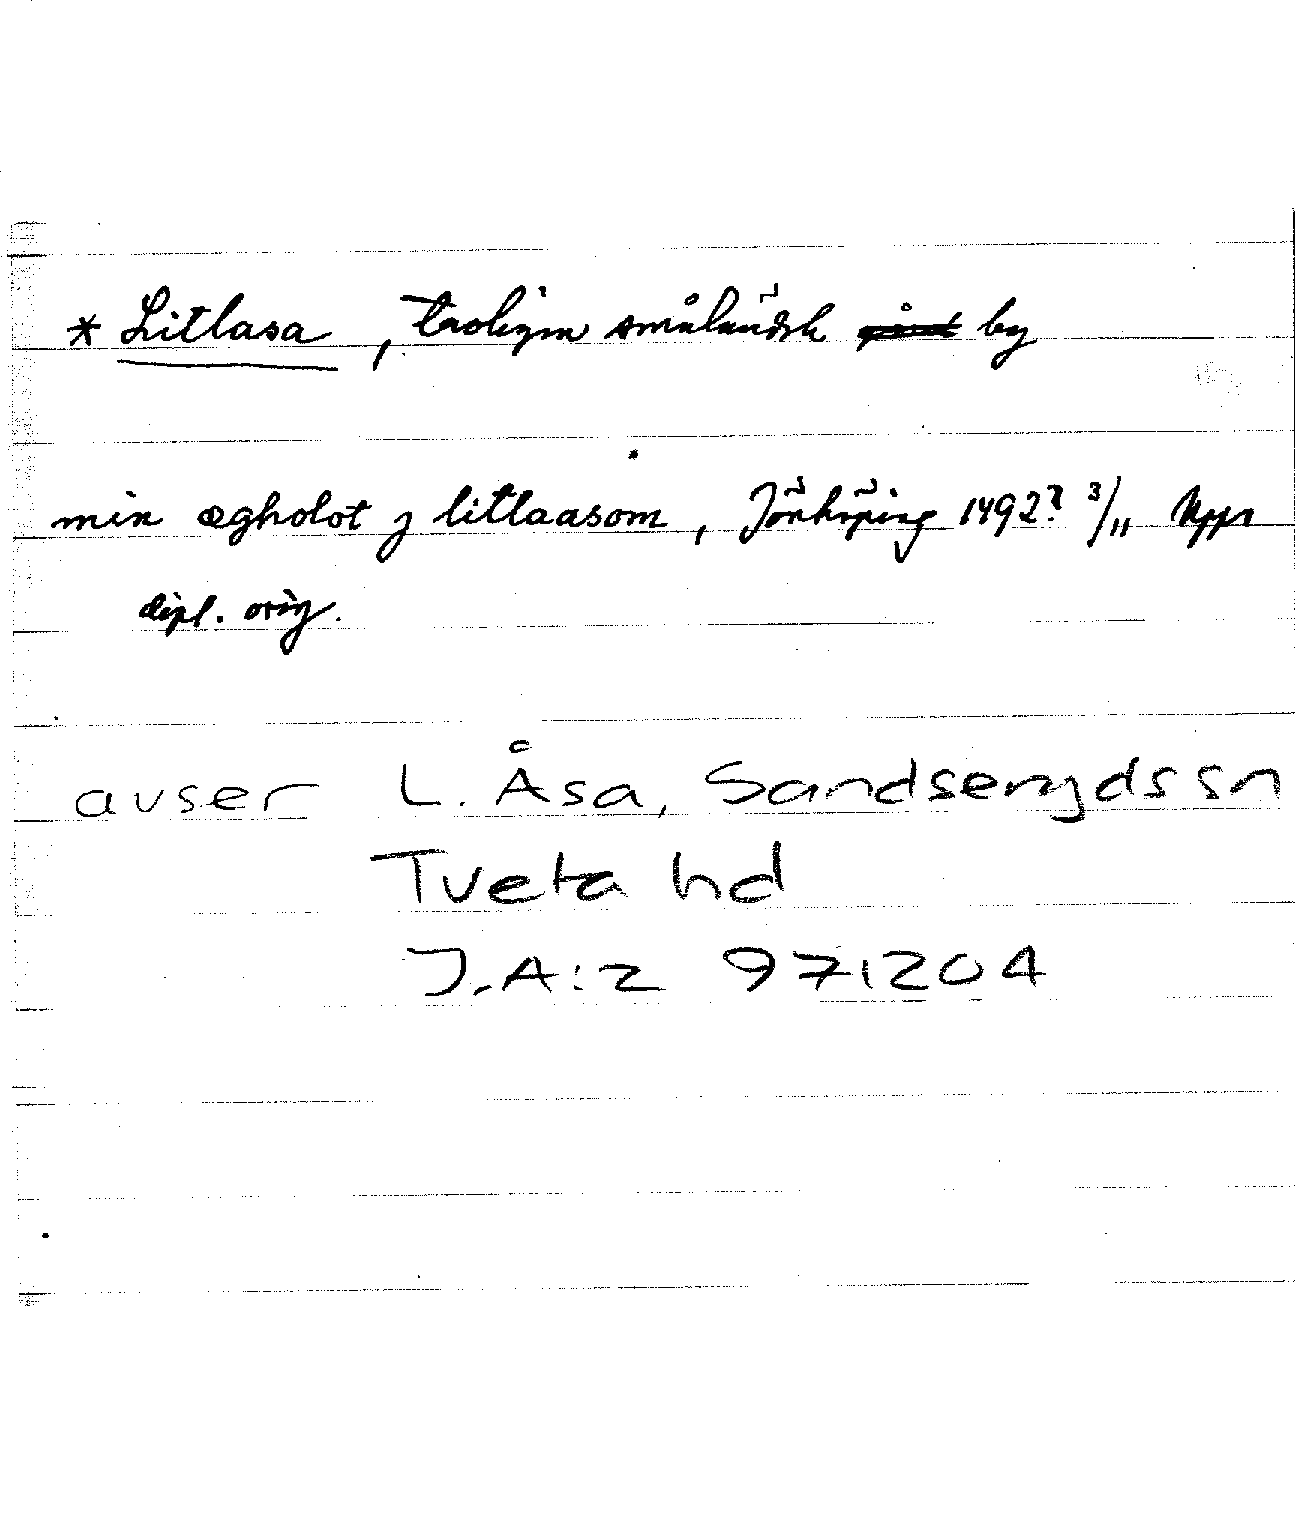 * Litlasa, troligen småländsk by
min ægholot j litlaasom, Jönköping 1492? 3/11 Upps
dipl. orig.
avser L. Åsa, Sandseryds sn
Tveta hd
J.A:z 971204